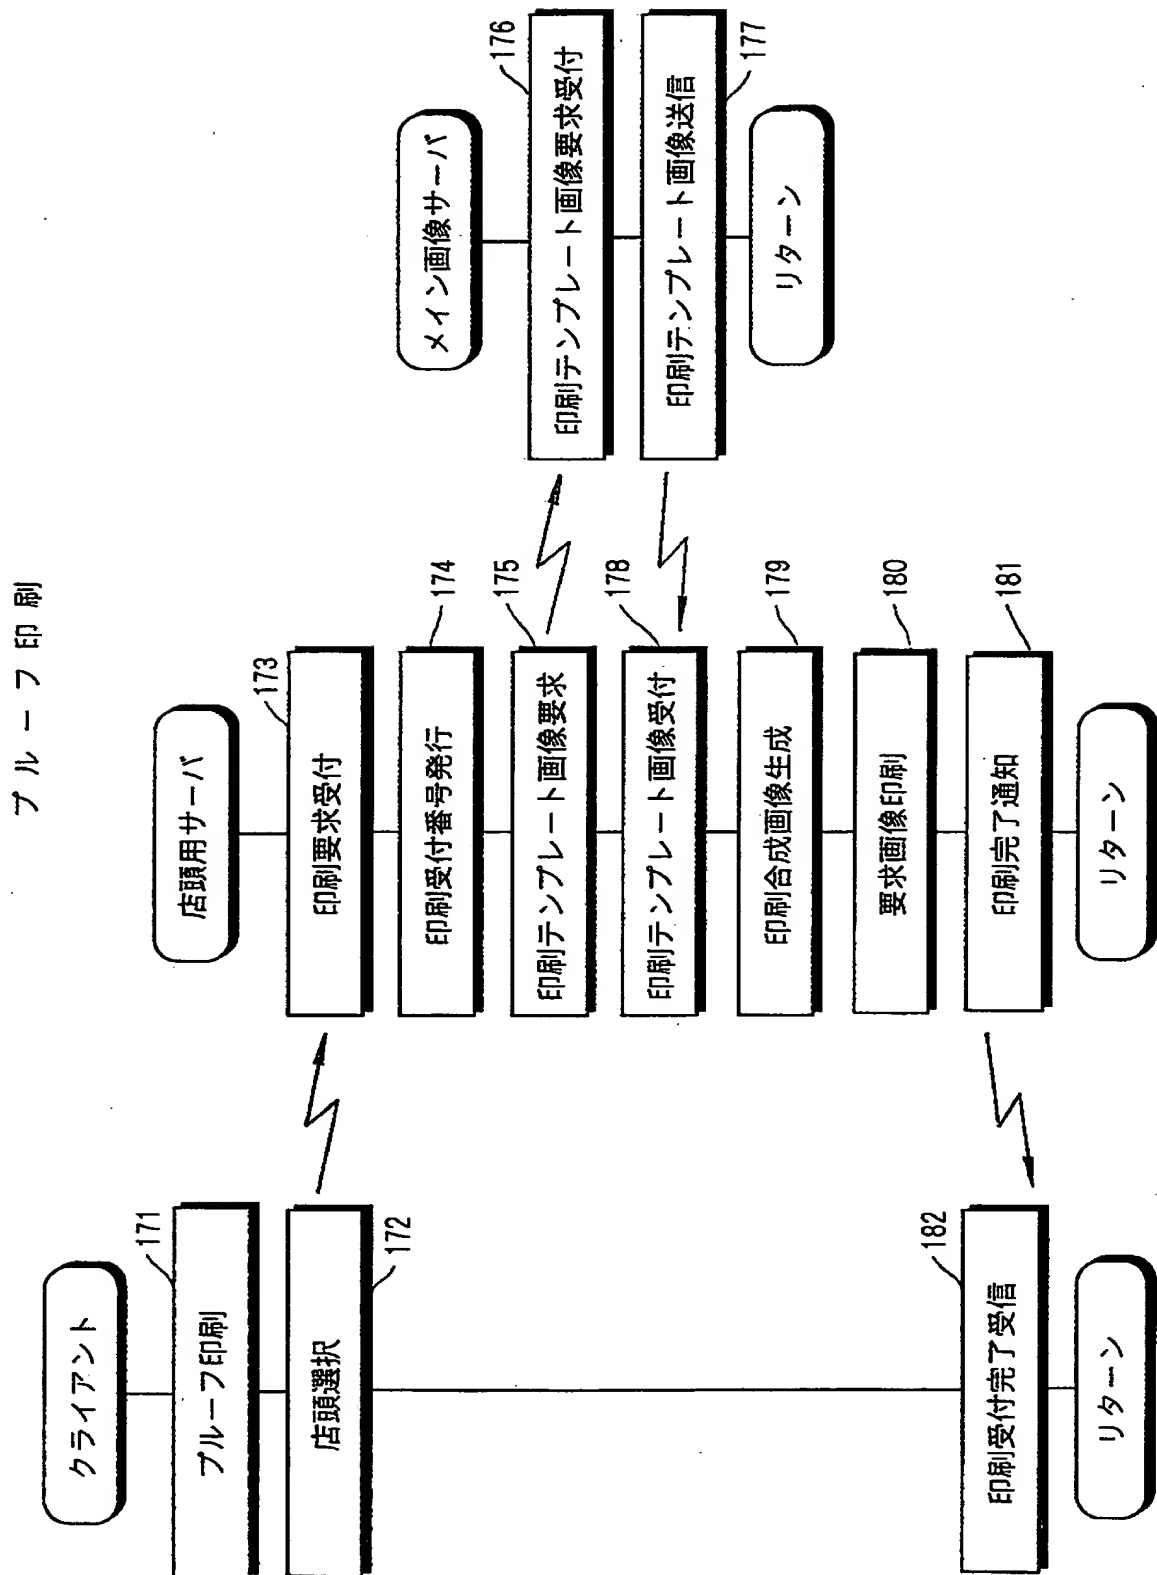 プルーフ印刷
クライアント
171
プルーフ印刷
172
店頭選択
182
印刷受付完了受信
リターン
店頭用サーバ
173
印刷要求受付
174
印刷受付番号発行
175
印刷テンプレート画像要求
178
印刷テンプレート画像受付
179
印刷合成画像生成
180
要求画像印刷
181
印刷完了通知
リターン
メイン画像サーバ
176
印刷テンプレート画像要求受付
177
印刷テンプレート画像送信
リターン